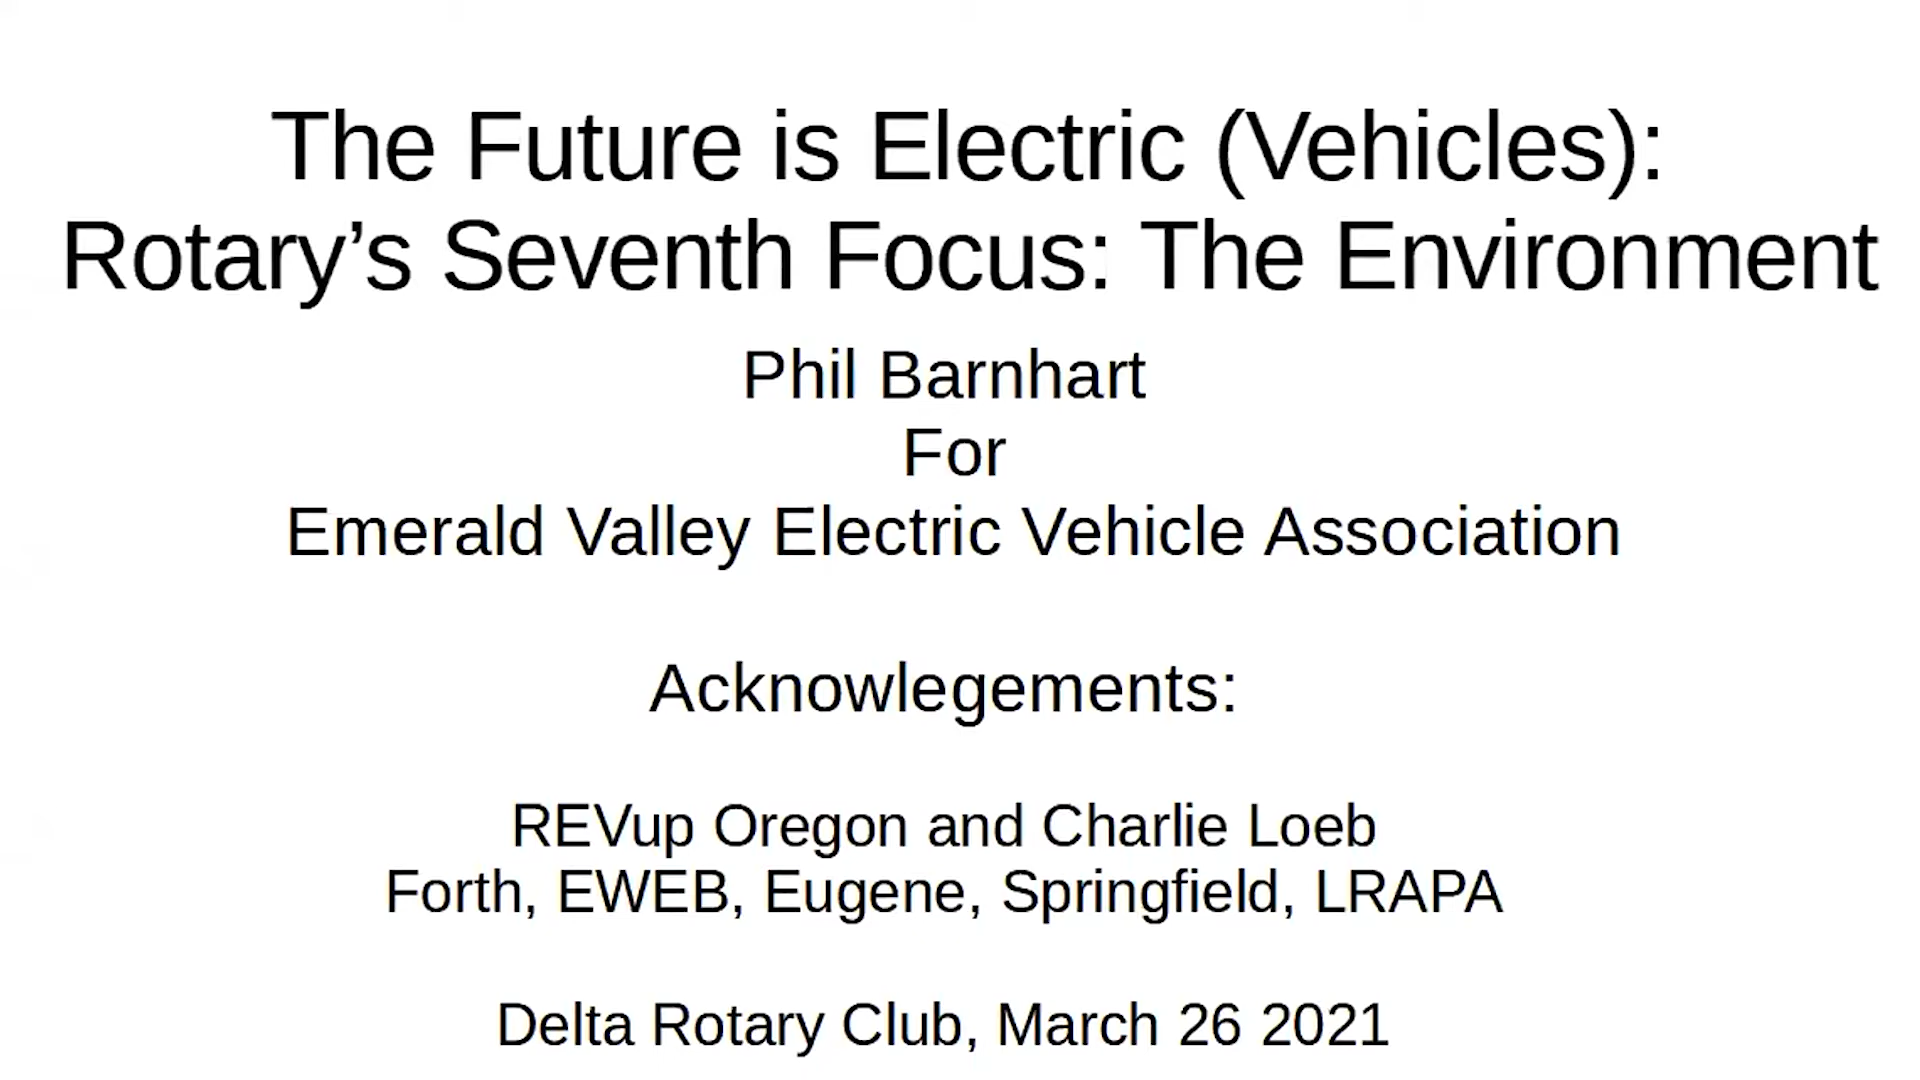 The Future is Electric (Vehicles):
Rotary’s Seventh Focus: The Environment
Phil Barnhart
For
Emerald Valley Electric Vehicle Association
Acknowlegements:
REVup Oregon and Charlie Loeb
Forth, EWEB, Eugene, Springfield, LRAPA
Delta Rotary Club, March 26 2021